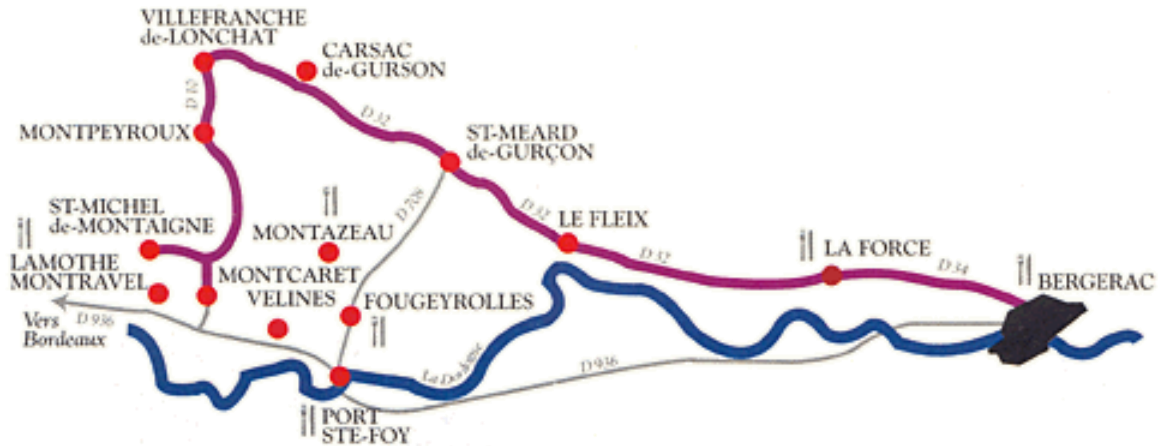 VILLEFRANCHE
de-LONCHAT
CARSAC
de-GURSON
D 10
D 32
MONTPEYROUX
ST-MEARD
de-GURÇON
D 708
ST-MICHEL
de-MONTAIGNE
MONTAZEAU
D 32
LE FLEIX
D 32
LA FORCE
D 34
BERGERAC
LAMOTHE
MONTRAVEL
MONTCARET
VELINES
FOUGEYROLLES
D 936
Vers
Bordeaux
La Dordogne
D 936
PORT
STE-FOY